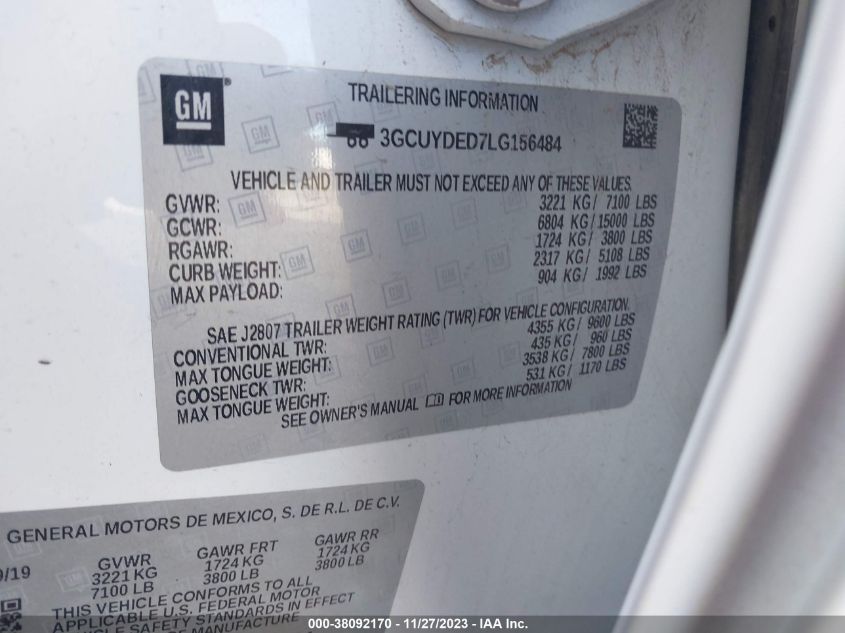 GM
TRAILERING INFORMATION
3GCUYDED7LG156484
VEHICLE AND TRAILER MUST NOT EXCEED ANY OF THESE VALUES.
GVWR: 3221 KG/ 7100 LBS
GCWR: 6804 KG/15000 LBS
RGAWR: 1724 KG/ 3800 LBS
CURB WEIGHT: 2317 KG/ 5108 LBS
MAX PAYLOAD: 904 KG/ 1992 LBS
SAE J2807 TRAILER WEIGHT RATING (TWR) FOR VEHICLE CONFIGURATION.
CONVENTIONAL TWR: 4355 KG/ 9600 LBS
MAX TONGUE WEIGHT: 435 KG/ 960 LBS
GOOSENECK TWR: 3538 KG/ 7800 LBS
MAX TONGUE WEIGHT: 531 KG/ 1170 LBS
SEE OWNER'S MANUAL FOR MORE INFORMATION
GENERAL MOTORS DE MEXICO, S. DE R.L. DE C.V.
/19 GVWR GAWR FRT GAWR RR
3221 KG 1724 KG 1724 KG
7100 LB 3800 LB 3800 LB
THIS VEHICLE CONFORMS TO ALL
APPLICABLE U.S. FEDERAL MOTOR
VEHICLE SAFETY STANDARDS IN EFFECT
000-38092170 - 11/27/2023 - IAA Inc.